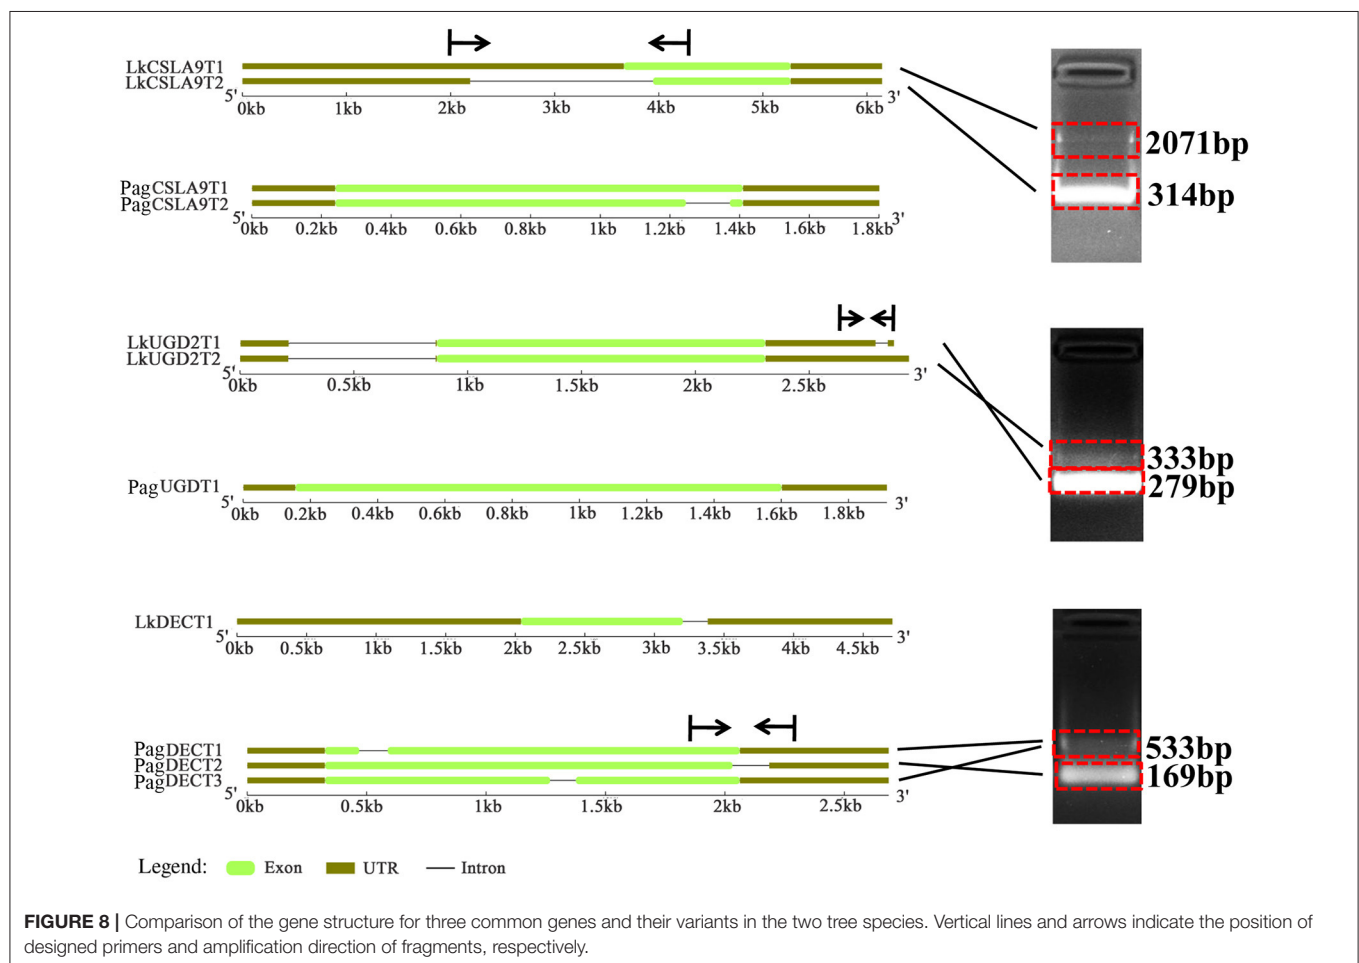 LkCSLA9T1
LkCSLA9T2
5' 3'
0kb 1kb 2kb 3kb 4kb 5kb 6kb
2071bp
314bp
PagCSLA9T1
PagCSLA9T2
5' 3'
0kb 0.2kb 0.4kb 0.6kb 0.8kb 1kb 1.2kb 1.4kb 1.6kb 1.8kb
LkUGD2T1
LkUGD2T2
5' 3'
0kb 0.5kb 1kb 1.5kb 2kb 2.5kb
333bp
279bp
PagUGDT1
5' 3'
0kb 0.2kb 0.4kb 0.6kb 0.8kb 1kb 1.2kb 1.4kb 1.6kb 1.8kb
LkDECT1
5' 3'
0kb 0.5kb 1kb 1.5kb 2kb 2.5kb 3kb 3.5kb 4kb 4.5kb
PagDECT1
PagDECT2
PagDECT3
5' 3'
0kb 0.5kb 1kb 1.5kb 2kb 2.5kb
533bp
169bp
Legend: Exon UTR Intron
FIGURE 8 | Comparison of the gene structure for three common genes and their variants in the two tree species. Vertical lines and arrows indicate the position of
designed primers and amplification direction of fragments, respectively.